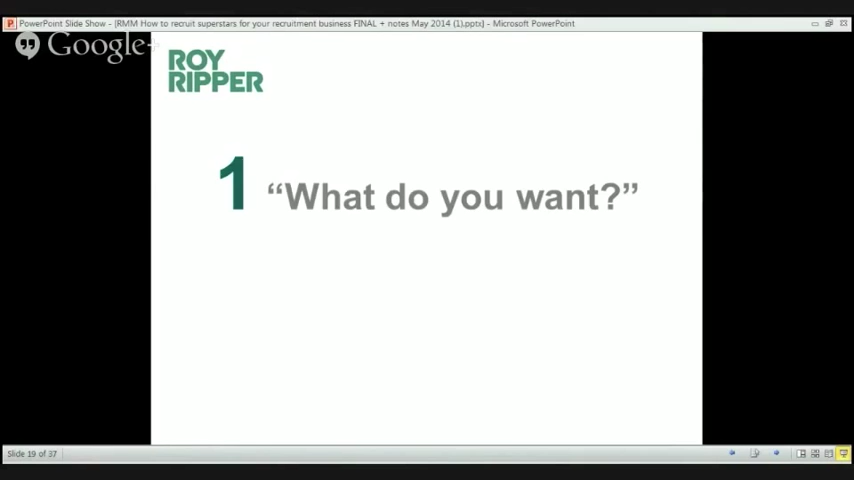 PowerPoint Slide Show - [RMM How to recruit superstars for your recruitment business FINAL + notes May 2014 (1).pptx] - Microsoft PowerPoint
Google+
ROY
RIPPER
1 “What do you want?”
Slide 19 of 37